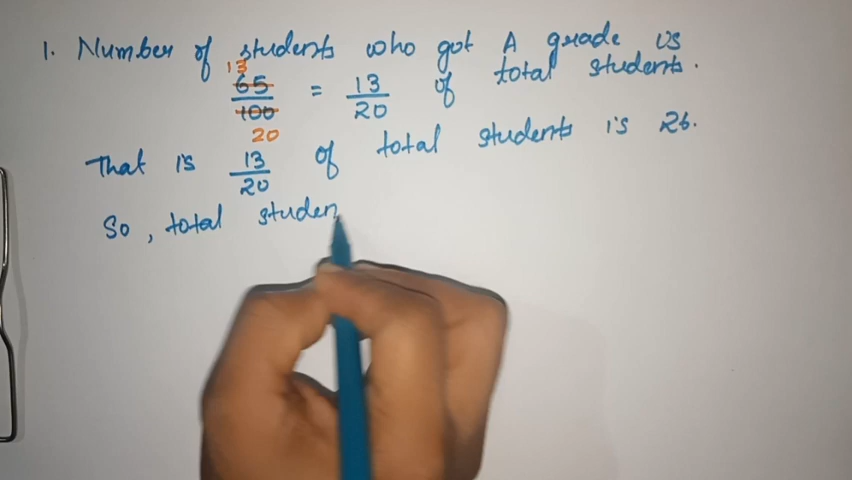 1. Number of students who got A grade is
13
65/100 = 13/20 of total students.
20
That is 13/20 of total students is 26.
So, total studen